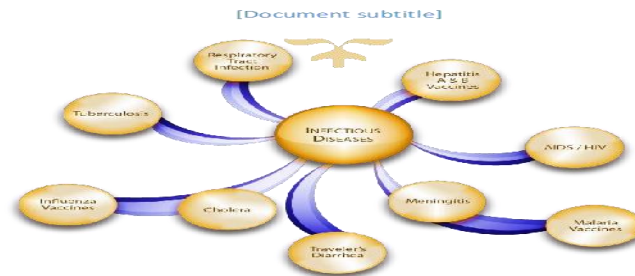 [Document subtitle]
Respiratory
Tract
Infection
Hepatitis
A & B
Vaccines
Tuberculosis
INFECTIOUS
DISEASES
AIDS / HIV
Influenza
Vaccines
Cholera
Meningitis
Malaria
Vaccines
Traveler's
Diarrhea